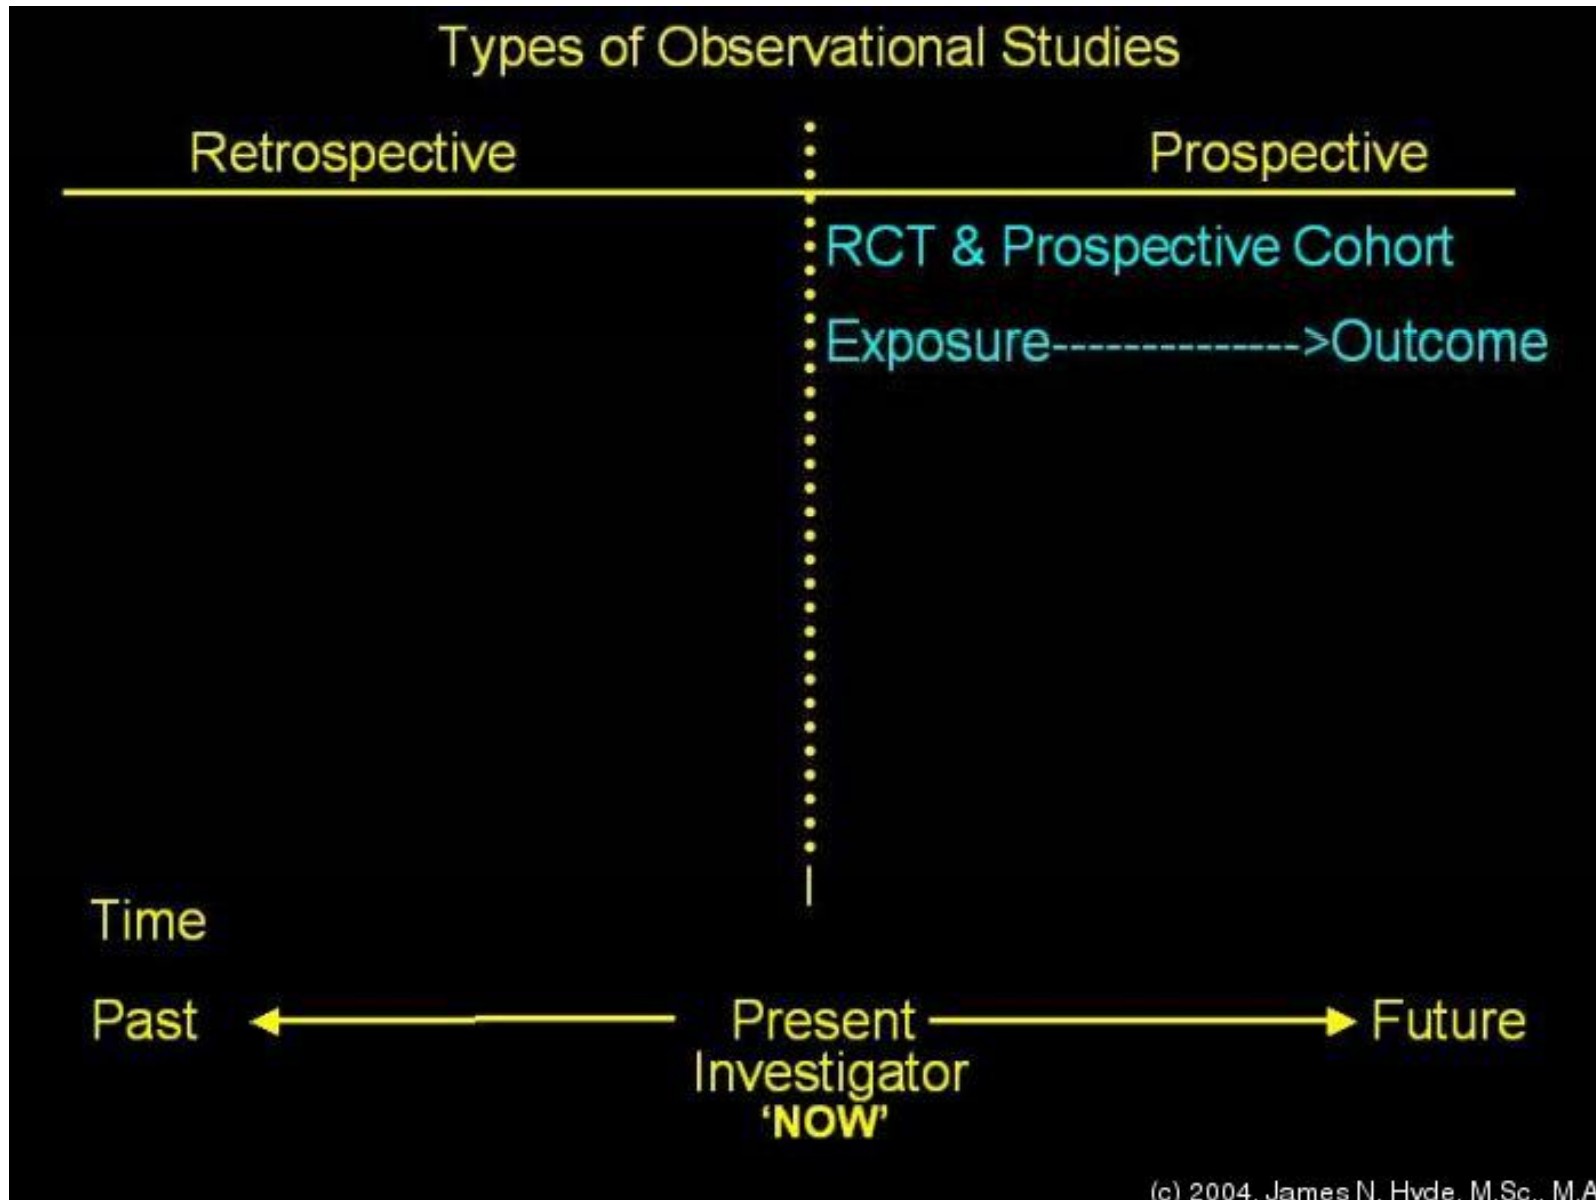 Types of Observational Studies
Retrospective Prospective
RCT & Prospective Cohort
Exposure-------------->Outcome
Time
Past Present Future
Investigator
‘NOW’
(c) 2004, James N. Hyde, M.Sc., M.A